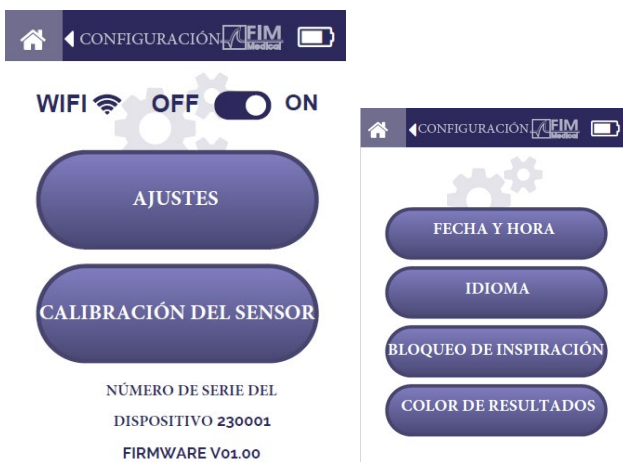 CONFIGURACIÓN FIM Medical
WIFI OFF ON
AJUSTES
CALIBRACIÓN DEL SENSOR
NÚMERO DE SERIE DEL
DISPOSITIVO 230001
FIRMWARE V01.00
CONFIGURACIÓN FIM Medical
FECHA Y HORA
IDIOMA
BLOQUEO DE INSPIRACIÓN
COLOR DE RESULTADOS